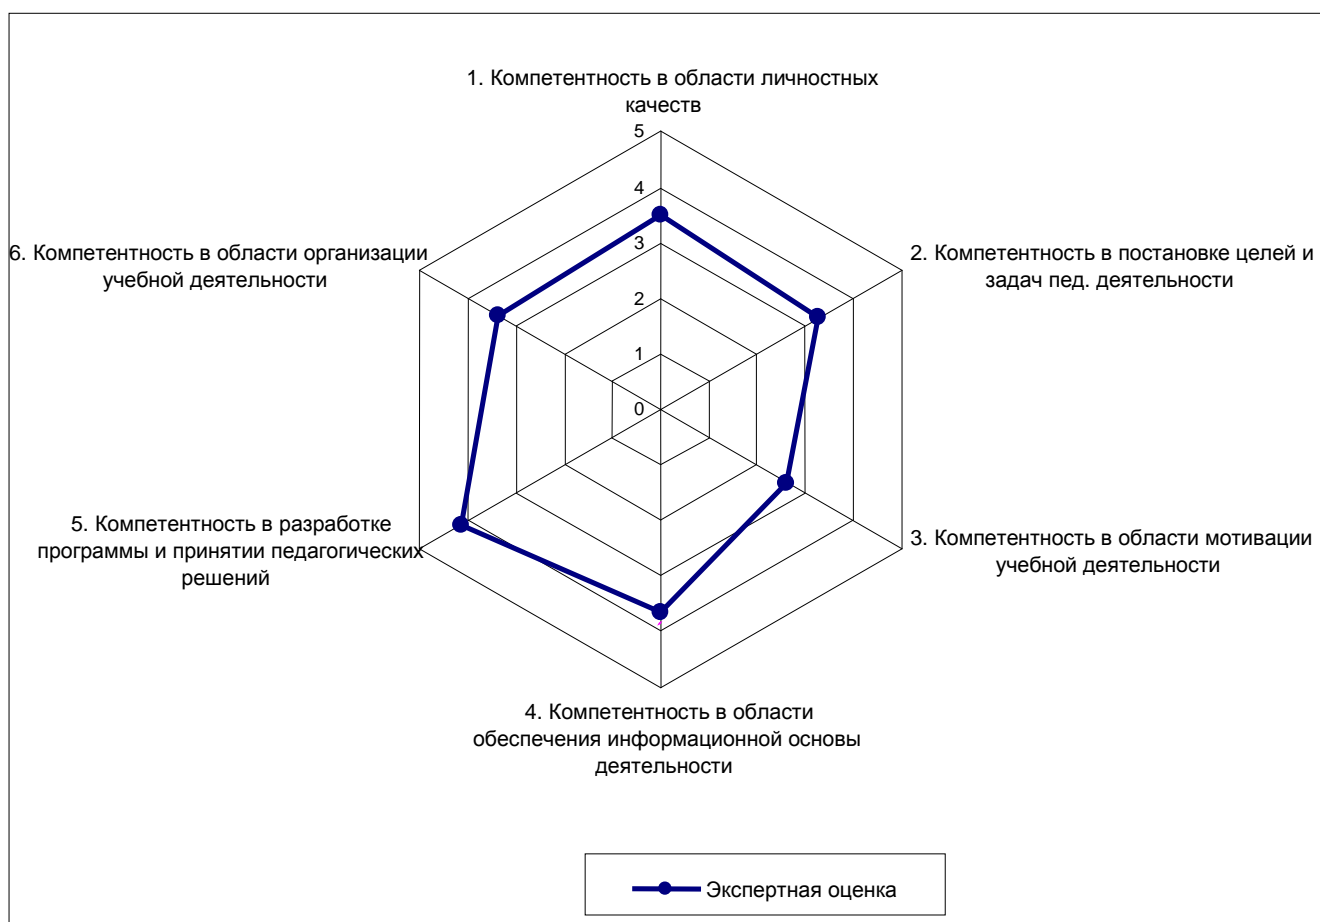 1. Компетентность в области личностных
качеств
5
4
3
2
1
0
2. Компетентность в постановке целей и
задач пед. деятельности
3. Компетентность в области мотивации
учебной деятельности
4. Компетентность в области
обеспечения информационной основы
деятельности
5. Компетентность в разработке
программы и принятии педагогических
решений
6. Компетентность в области организации
учебной деятельности
Экспертная оценка